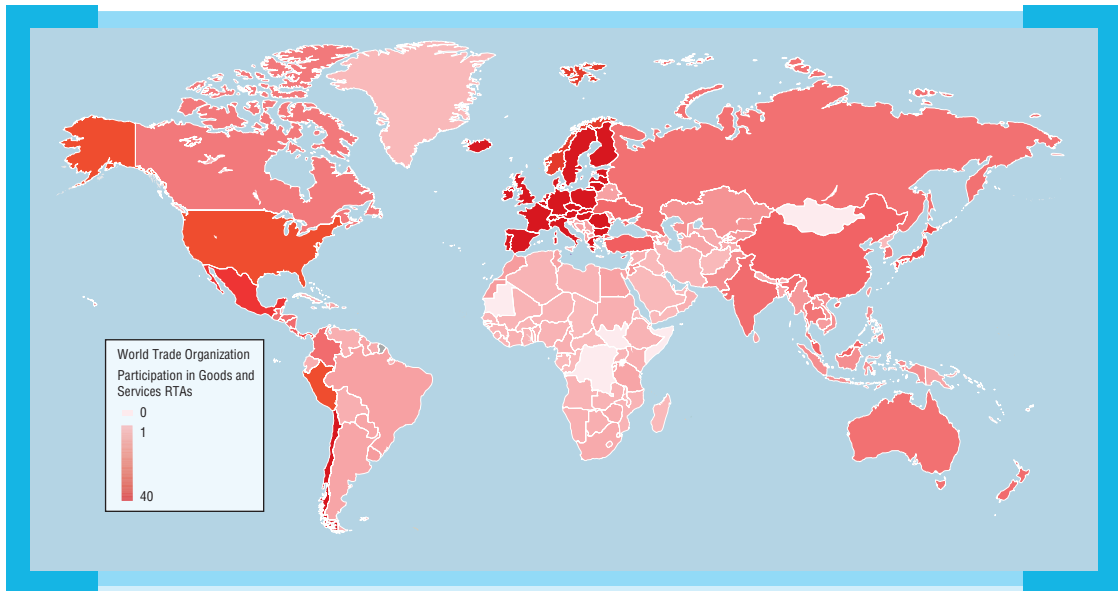 World Trade Organization
Participation in Goods and
Services RTAs
0
1
40